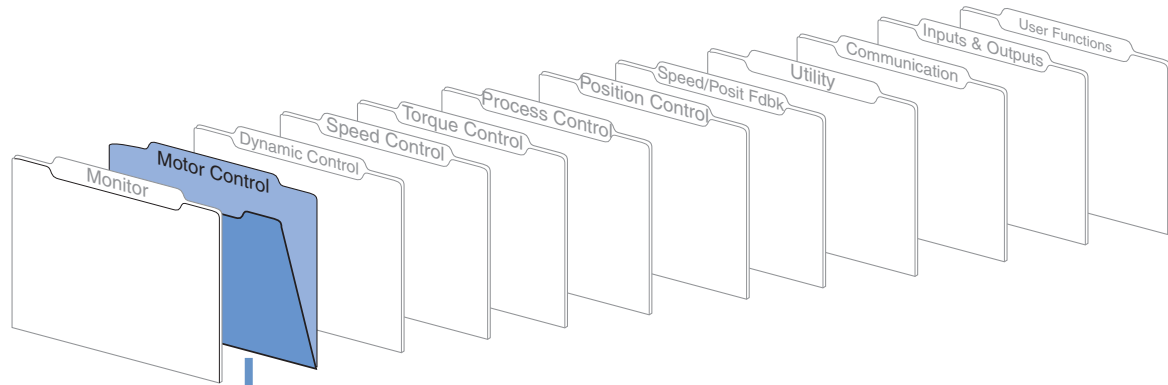 Monitor
Motor Control
Dynamic Control
Speed Control
Torque Control
Process Control
Position Control
Speed/Posit Fdbk
Utility
Communication
Inputs & Outputs
User Functions